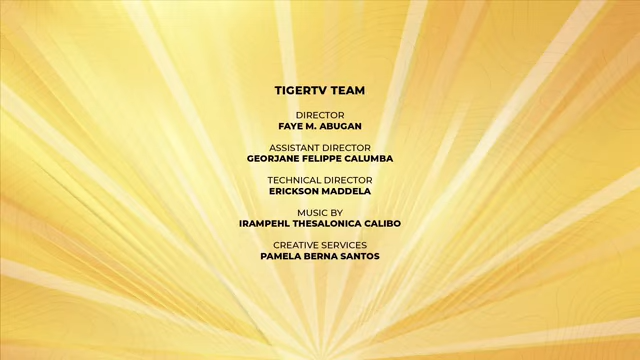 TIGERTV TEAM
DIRECTOR
FAYE M. ABUGAN
ASSISTANT DIRECTOR
GEORJANE FELIPPE CALUMBA
TECHNICAL DIRECTOR
ERICKSON MADDELA
MUSIC BY
IRAMPEHL THESALONICA CALIBO
CREATIVE SERVICES
PAMELA BERNA SANTOS